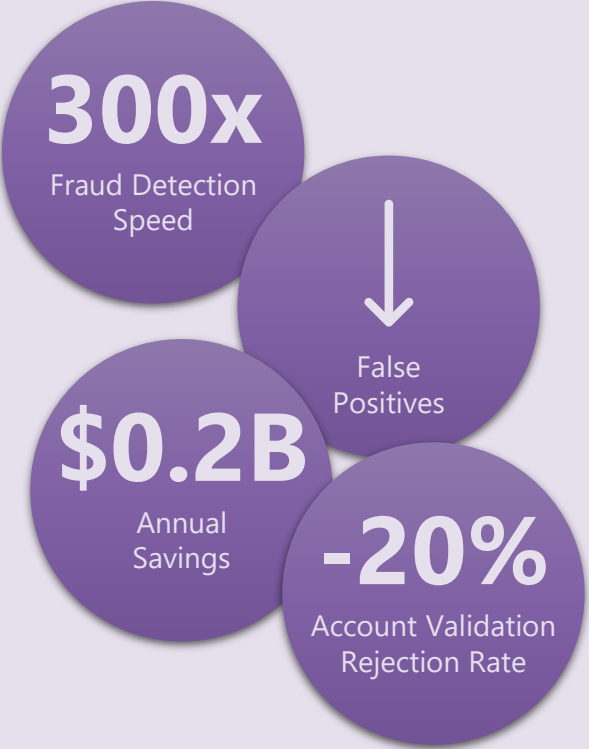 300x
Fraud Detection
Speed
False
Positives
$0.2B
Annual
Savings
-20%
Account Validation
Rejection Rate